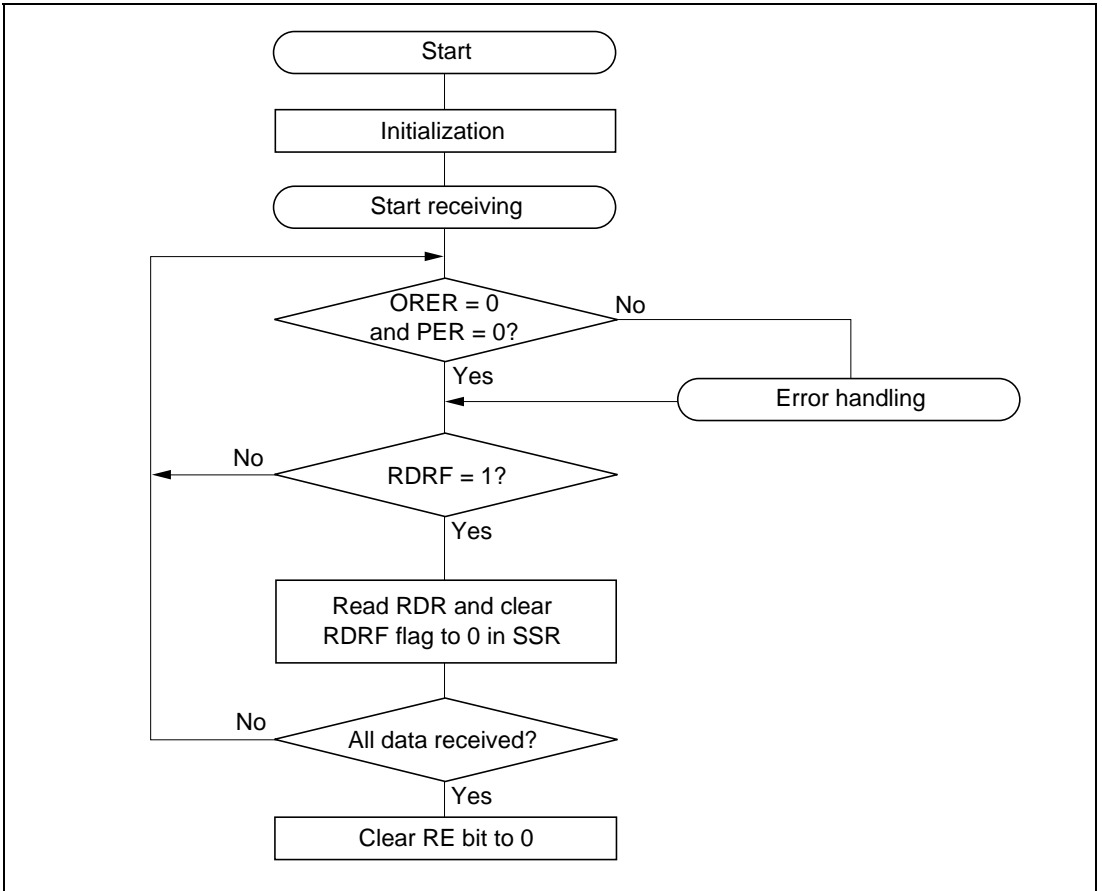 Start
Initialization
Start receiving
ORER = 0
and PER = 0?
No
Yes
Error handling
No
RDRF = 1?
Yes
Read RDR and clear
RDRF flag to 0 in SSR
No
All data received?
Yes
Clear RE bit to 0